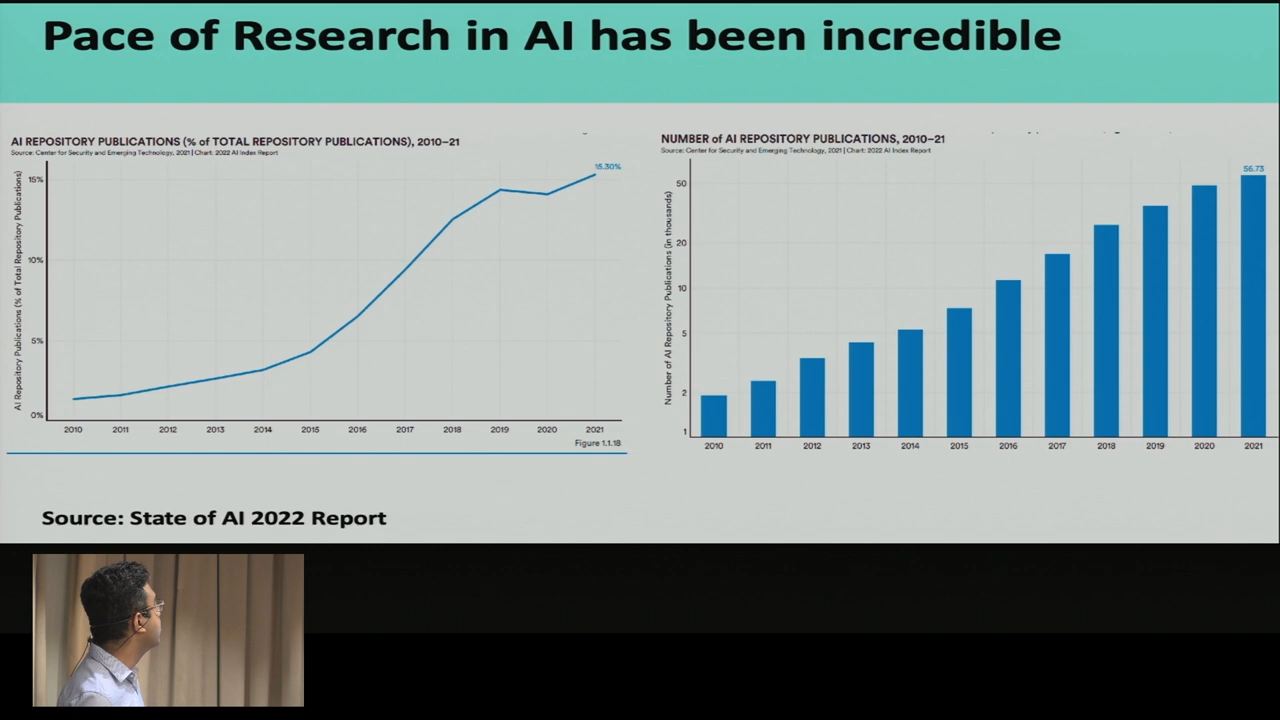 Pace of Research in AI has been incredible
AI REPOSITORY PUBLICATIONS (% of TOTAL REPOSITORY PUBLICATIONS), 2010–21
Source: Center for Security and Emerging Technology, 2021 | Chart: 2022 AI Index Report
AI Repository Publications (% of Total Repository Publications)
15%
10%
5%
0%
15.30%
2010 2011 2012 2013 2014 2015 2016 2017 2018 2019 2020 2021
Figure 1.1.18
NUMBER of AI REPOSITORY PUBLICATIONS, 2010–21
Source: Center for Security and Emerging Technology, 2021 | Chart: 2022 AI Index Report
Number of AI Repository Publications (in thousands)
50
20
10
5
2
1
56.73
2010 2011 2012 2013 2014 2015 2016 2017 2018 2019 2020 2021
Source: State of AI 2022 Report